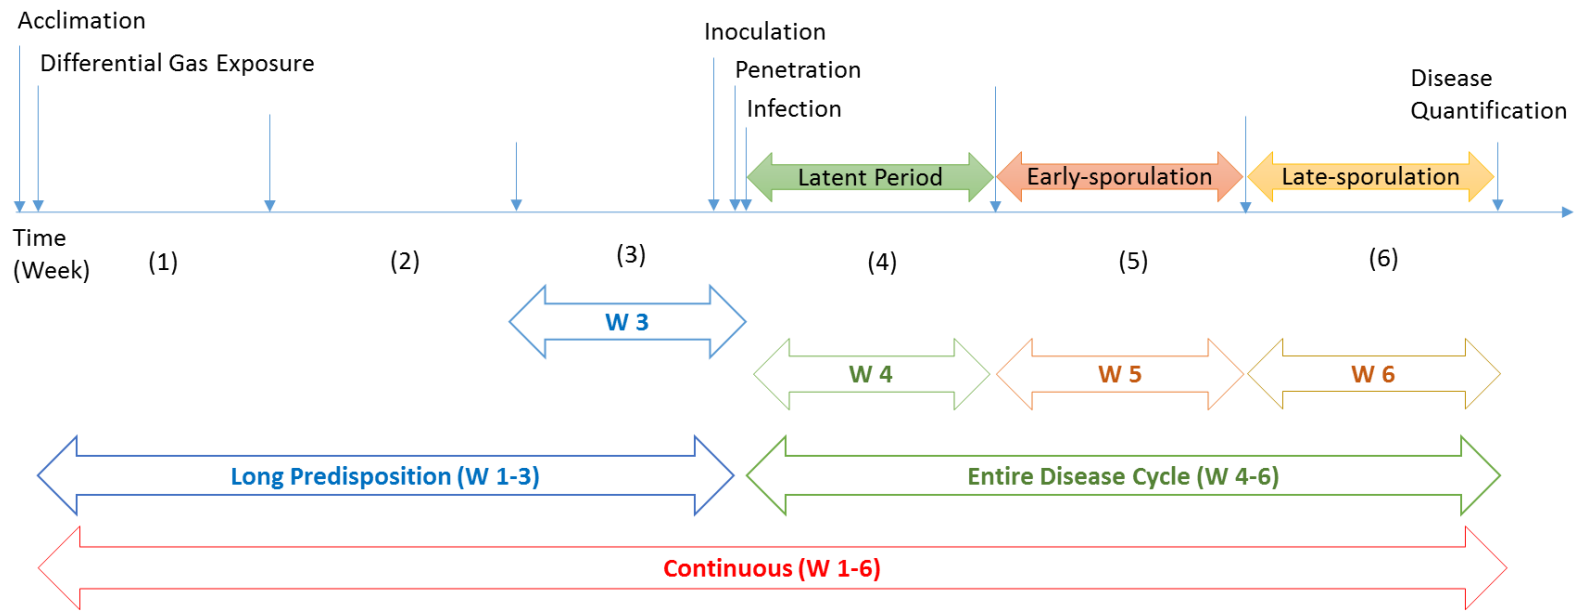 Acclimation
Differential Gas Exposure
Inoculation
Penetration
Infection
Disease
Quantification
Latent Period
Early-sporulation
Late-sporulation
Time
(Week)
(1)
(2)
(3)
(4)
(5)
(6)
W 3
W 4
W 5
W 6
Long Predisposition (W 1-3)
Entire Disease Cycle (W 4-6)
Continuous (W 1-6)